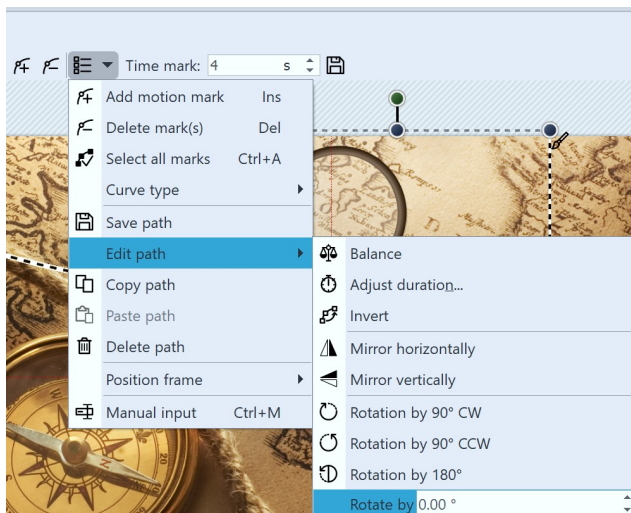 Time mark: 4 s
Add motion mark Ins
Delete mark(s) Del
Select all marks Ctrl+A
Curve type
Save path
Edit path
Copy path
Paste path
Delete path
Position frame
Manual input Ctrl+M
Balance
Adjust duration...
Invert
Mirror horizontally
Mirror vertically
Rotation by 90° CW
Rotation by 90° CCW
Rotation by 180°
Rotate by 0.00 °